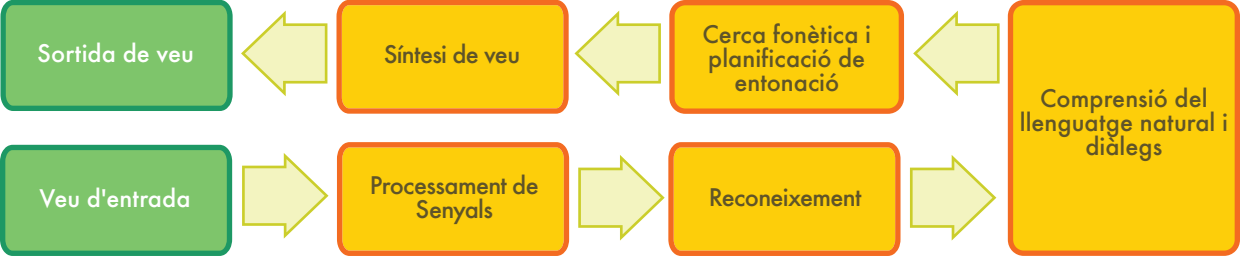 Sortida de veu
Síntesi de veu
Cerca fonètica i
planificació de
entonació
Comprensió del
llenguatge natural i
diàlegs
Veu d'entrada
Processament de
Senyals
Reconeixement